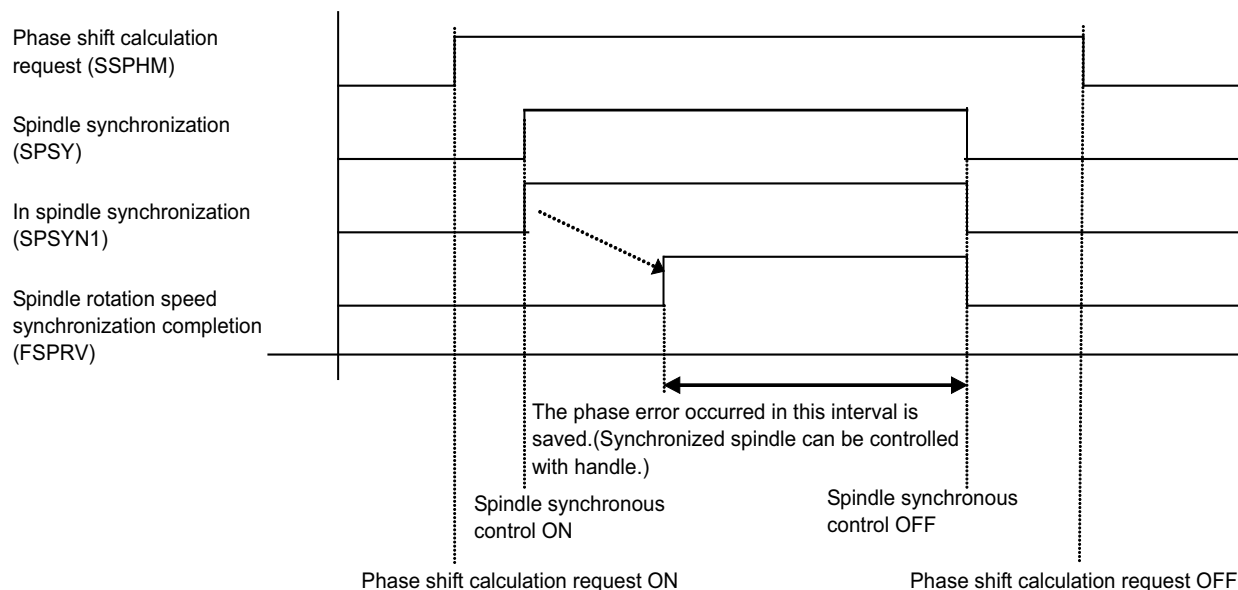 Phase shift calculation
request (SSPHM)
Spindle synchronization
(SPSY)
In spindle synchronization
(SPSYN1)
Spindle rotation speed
synchronization completion
(FSPRV)
The phase error occurred in this interval is
saved.(Synchronized spindle can be controlled
with handle.)
Spindle synchronous
control ON
Spindle synchronous
control OFF
Phase shift calculation request ON
Phase shift calculation request OFF